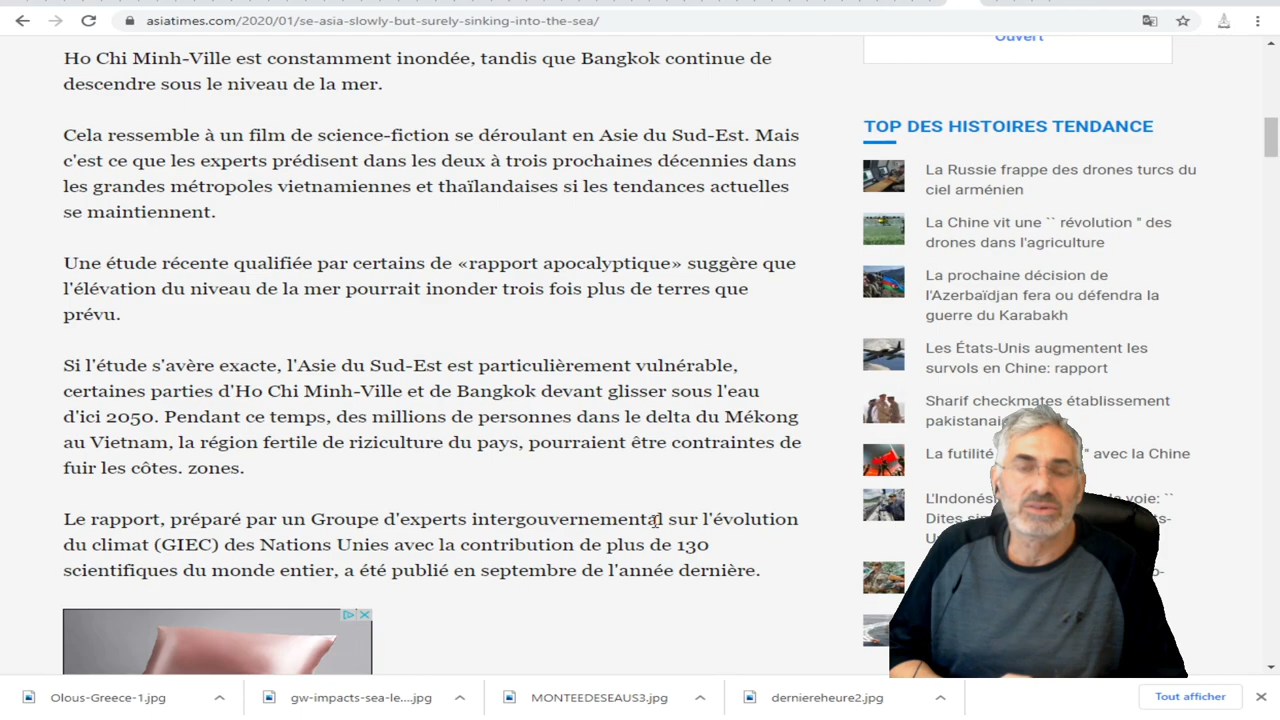 asiatimes.com/2020/01/se-asia-slowly-but-surely-sinking-into-the-sea/
Ho Chi Minh-Ville est constamment inondée, tandis que Bangkok continue de
descendre sous le niveau de la mer.
Cela ressemble à un film de science-fiction se déroulant en Asie du Sud-Est. Mais
c'est ce que les experts prédisent dans les deux à trois prochaines décennies dans
les grandes métropoles vietnamiennes et thaïlandaises si les tendances actuelles
se maintiennent.
Une étude récente qualifiée par certains de «rapport apocalyptique» suggère que
l'élévation du niveau de la mer pourrait inonder trois fois plus de terres que
prévu.
Si l'étude s'avère exacte, l'Asie du Sud-Est est particulièrement vulnérable,
certaines parties d'Ho Chi Minh-Ville et de Bangkok devant glisser sous l'eau
d'ici 2050. Pendant ce temps, des millions de personnes dans le delta du Mékong
au Vietnam, la région fertile de riziculture du pays, pourraient être contraintes de
fuir les côtes. zones.
Le rapport, préparé par un Groupe d'experts intergouvernemental sur l'évolution
du climat (GIEC) des Nations Unies avec la contribution de plus de 130
scientifiques du monde entier, a été publié en septembre de l'année dernière.
Ouvert
TOP DES HISTOIRES TENDANCE
La Russie frappe des drones turcs du
ciel arménien
La Chine vit une `` révolution '' des
drones dans l'agriculture
La prochaine décision de
l'Azerbaïdjan fera ou défendra la
guerre du Karabakh
Les États-Unis augmentent les
survols en Chine: rapport
Sharif checkmates établissement
La futilité '' avec la Chine
voie: ``
Dites
Olous-Greece-1.jpg
gw-impacts-sea-le....jpg
MONTEEDESEAUS3.jpg
derniereheure2.jpg
Tout afficher